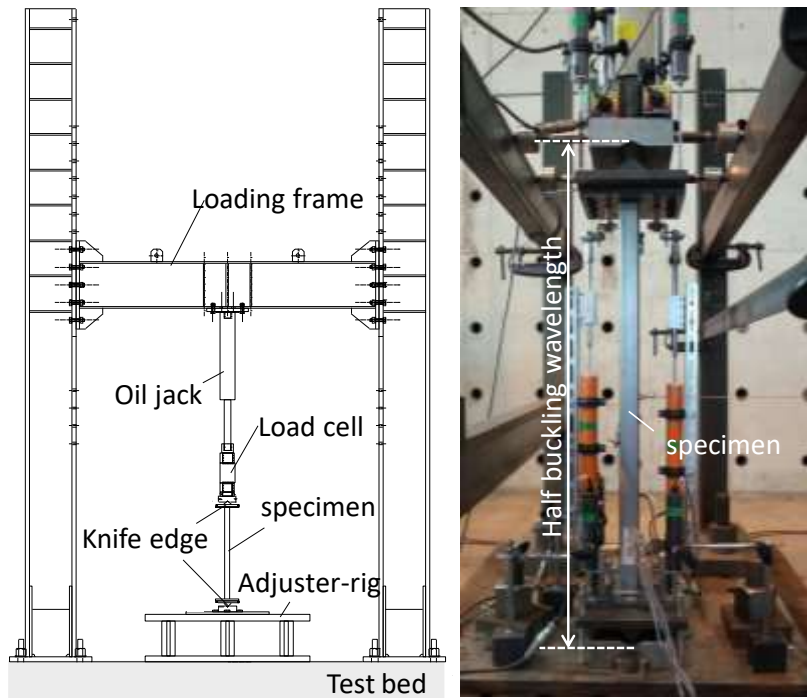 Loading frame
Oil jack
Load cell
specimen
Knife edge
Adjuster-rig
Test bed
Half buckling wavelength
specimen